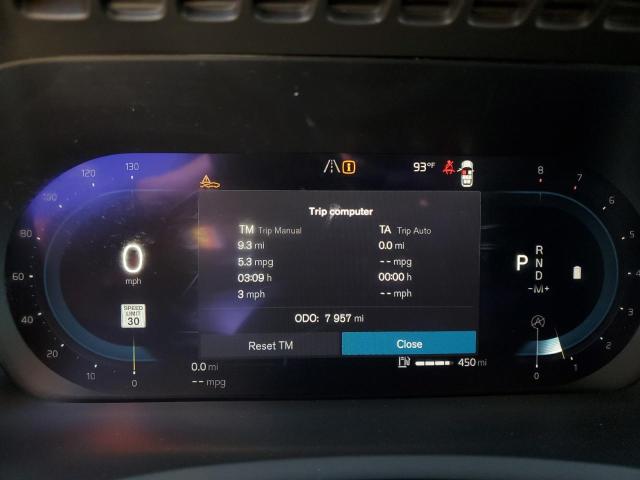 93°F
120 130
100
80
60
40
20
10
0
0
mph
SPEED
LIMIT
30
Trip computer
TM Trip Manual TA Trip Auto
9.3 mi 0.0 mi
5.3 mpg -- mpg
03:09 h 00:00 h
3 mph -- mph
ODO: 7 957 mi
Reset TM Close
0.0 mi
-- mpg
450 mi
P
R
N
D
-M+
A
8
7
6
5
4
3
2
1
0